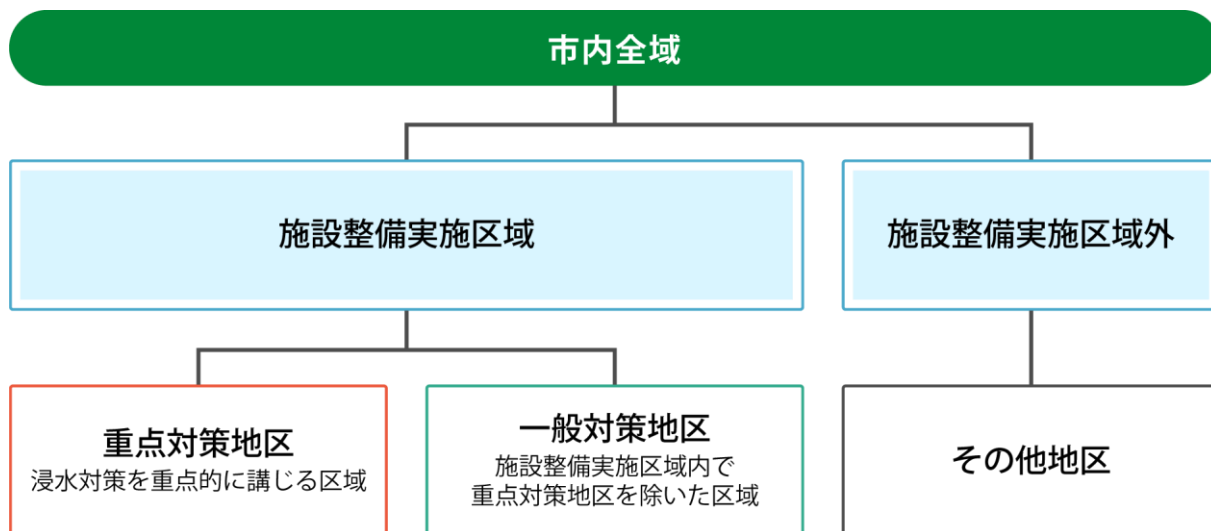 市内全域
施設整備実施区域
施設整備実施区域外
重点対策地区
浸水対策を重点的に講じる区域
一般対策地区
施設整備実施区域内で
重点対策地区を除いた区域
その他地区